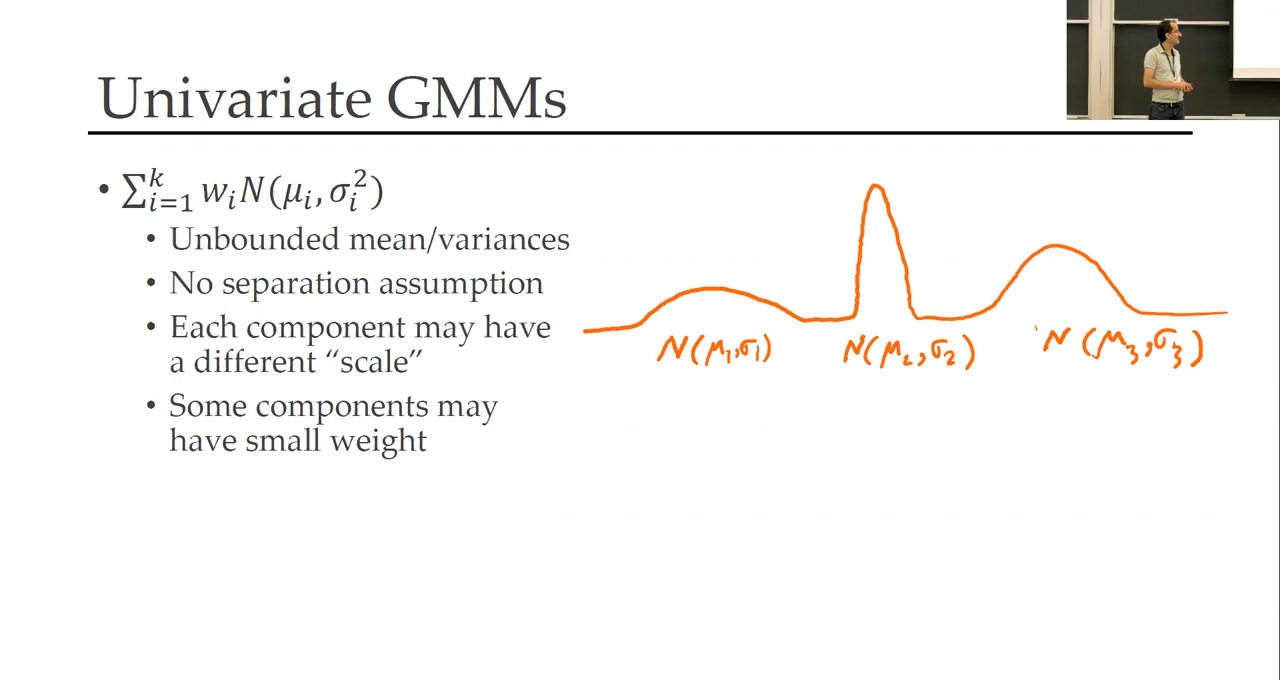 Univariate GMMs
• ∑ᵏᵢ₌₁ wᵢN(μᵢ, σᵢ²)
• Unbounded mean/variances
• No separation assumption
• Each component may have
a different “scale”
• Some components may
have small weight
N(μ₁,σ₁) N(μ₂,σ₂) N(μ₃,σ₃)